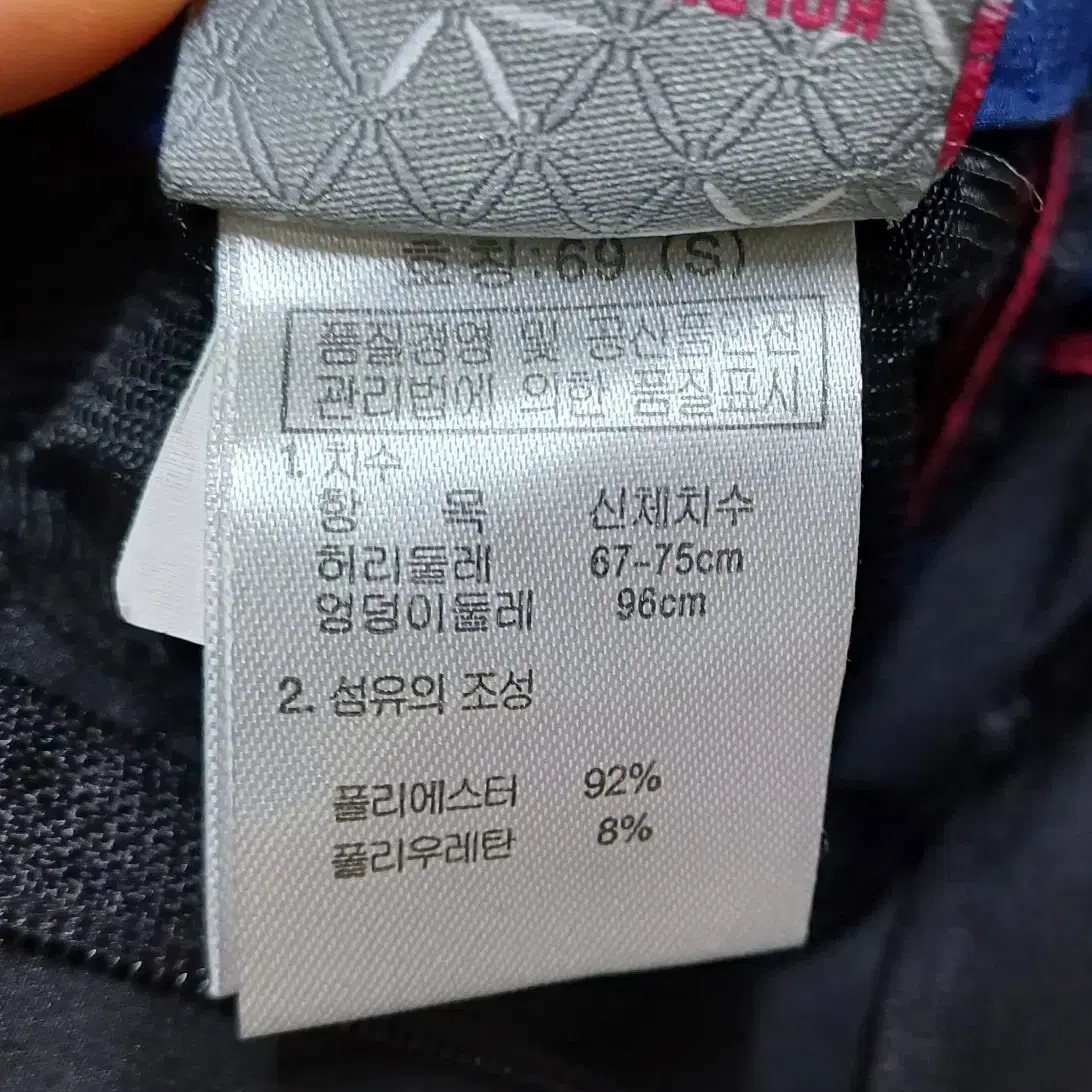 호칭:69 (S)
품질경영 및 공산품안전
관리법에 의한 품질표시
1. 치수
항 목 신체치수
허리둘레 67-75cm
엉덩이둘레 96cm
2. 섬유의 조성
폴리에스터 92%
폴리우레탄 8%